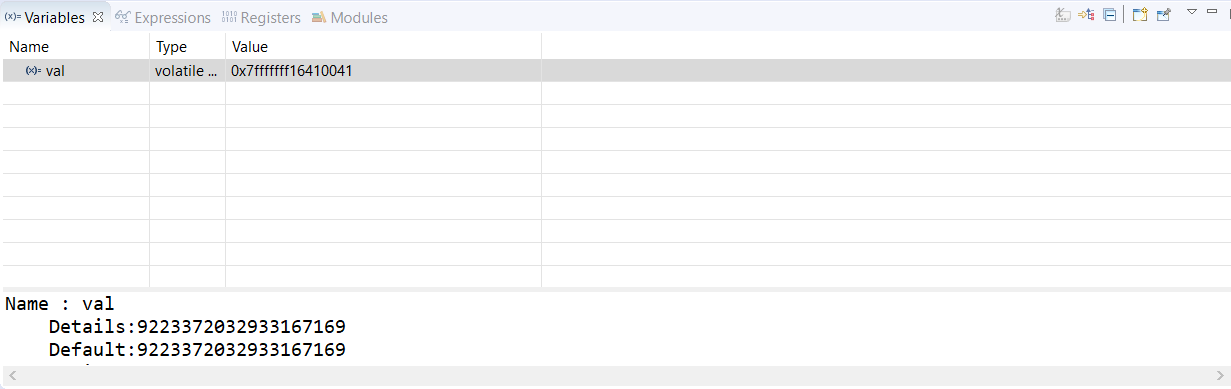 Variables Expressions Registers Modules
Name Type Value
val volatile ... 0x7fffffff16410041
Name : val
Details:9223372032933167169
Default:9223372032933167169